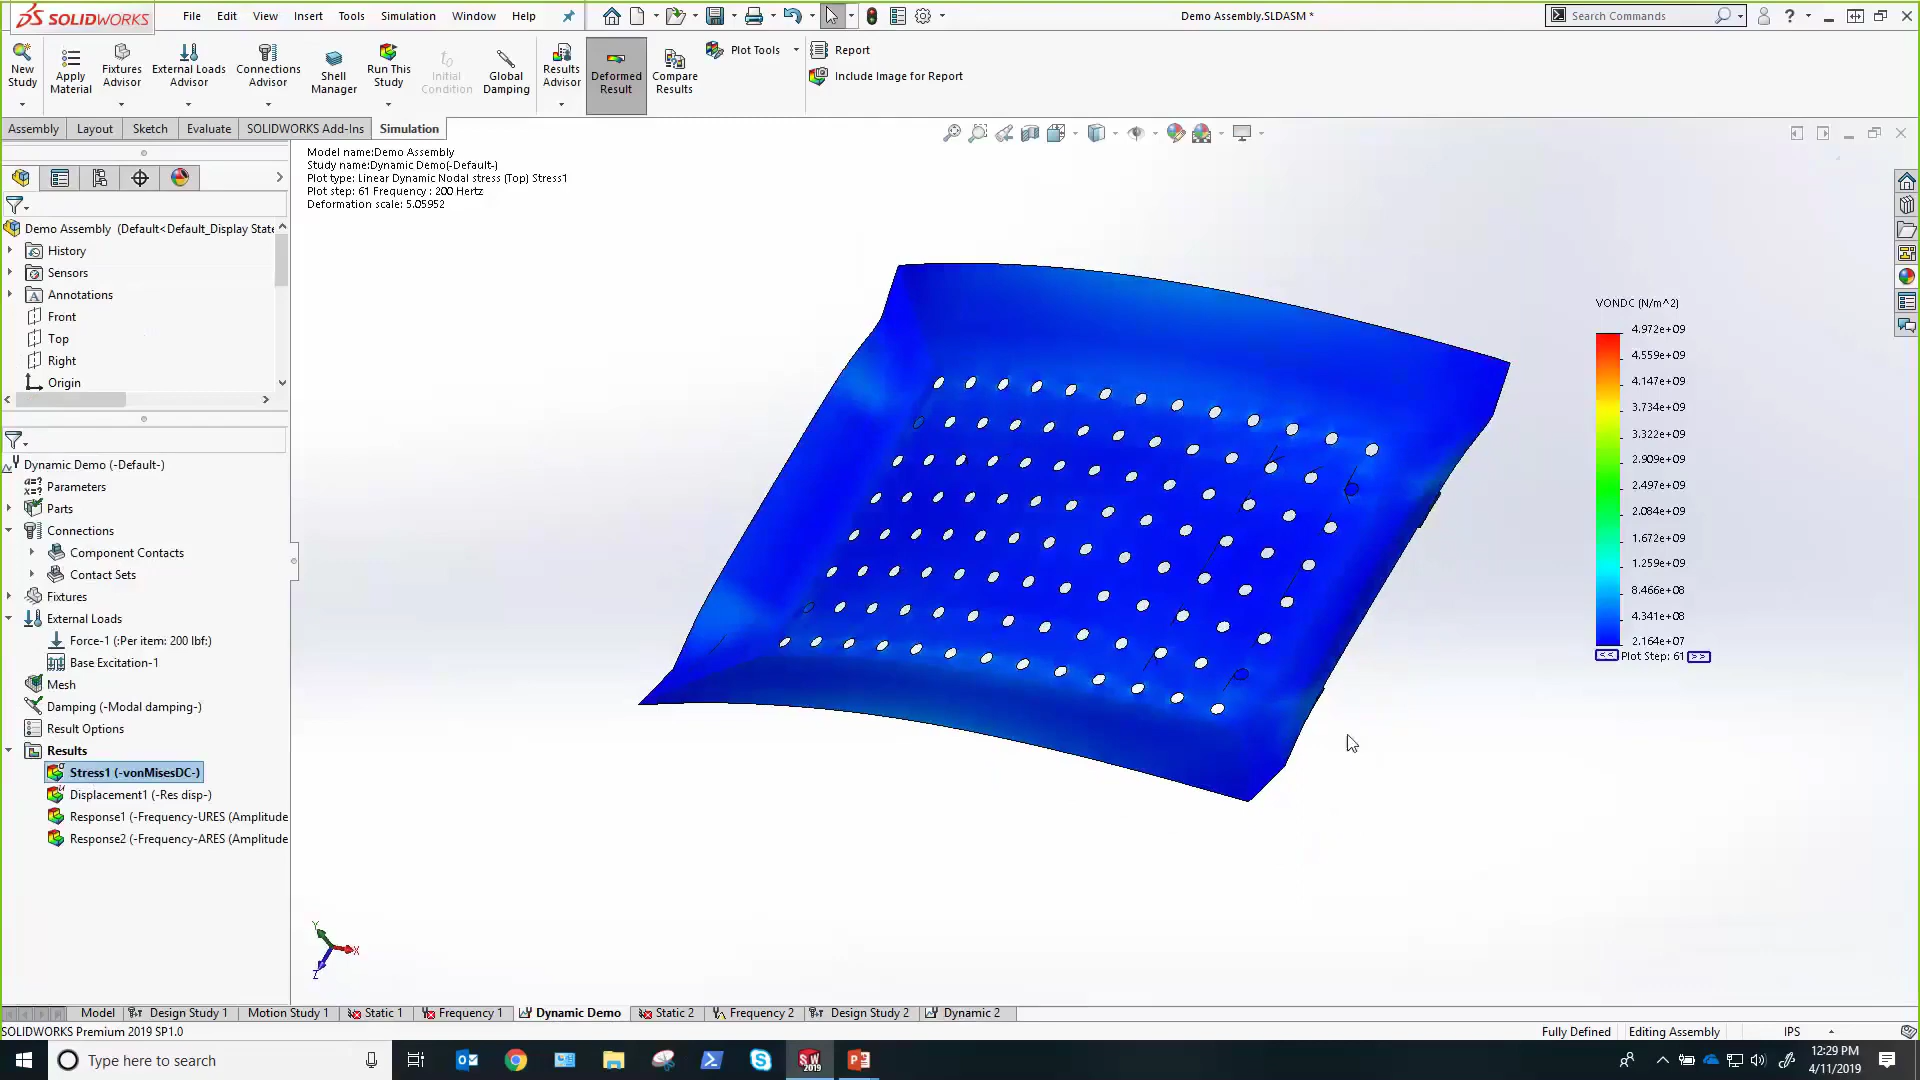 SOLIDWORKS
File Edit View Insert Tools Simulation Window Help
Demo Assembly.SLDASM *
Search Commands
New Study
Apply Material
Fixtures Advisor
External Loads Advisor
Connections Advisor
Shell Manager
Run This Study
Initial Condition
Global Damping
Results Advisor
Deformed Result
Compare Results
Plot Tools
Report
Include Image for Report
Assembly Layout Sketch Evaluate SOLIDWORKS Add-Ins Simulation
Model name:Demo Assembly
Study name:Dynamic Demo(-Default-)
Plot type: Linear Dynamic Nodal stress (Top) Stress1
Plot step: 61 Frequency : 200 Hertz
Deformation scale: 5.05952
Demo Assembly (Default<Default_Display State
History
Sensors
Annotations
Front
Top
Right
Origin
Dynamic Demo (-Default-)
Parameters
Parts
Connections
Component Contacts
Contact Sets
Fixtures
External Loads
Force-1 (:Per item: 200 lbf:)
Base Excitation-1
Mesh
Damping (-Modal damping-)
Result Options
Results
Stress1 (-vonMisesDC-)
Displacement1 (-Res disp-)
Response1 (-Frequency-URES (Amplitude
Response2 (-Frequency-ARES (Amplitude
VONDC (N/m^2)
4.972e+09
4.559e+09
4.147e+09
3.734e+09
3.322e+09
2.909e+09
2.497e+09
2.084e+09
1.672e+09
1.259e+09
8.466e+08
4.341e+08
2.164e+07
<< Plot Step: 61 >>
Y
X
Z
Model Design Study 1 Motion Study 1 Static 1 Frequency 1 Dynamic Demo Static 2 Frequency 2 Design Study 2 Dynamic 2
SOLIDWORKS Premium 2019 SP1.0
Fully Defined Editing Assembly IPS
Type here to search
12:29 PM
4/11/2019